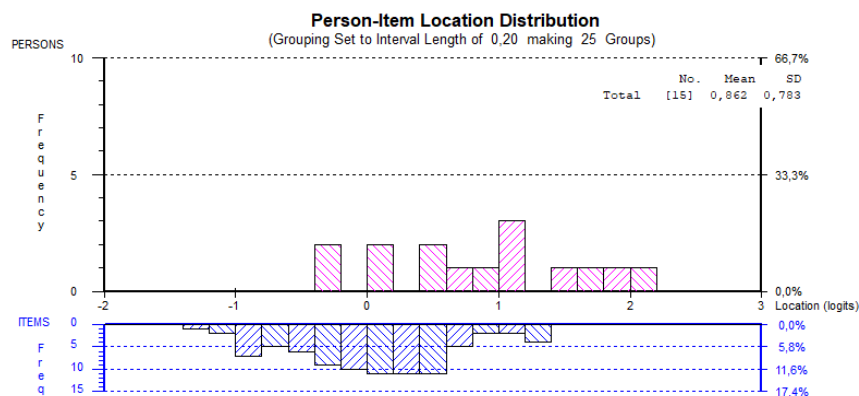 Person-Item Location Distribution
(Grouping Set to Interval Length of 0,20 making 25 Groups)
PERSONS
10
66,7%
No. Mean SD
Total [15] 0,862 0,783
Frequency
5
33,3%
0
0,0%
-2 -1 0 1 2 3 Location (logits)
ITEMS 0 0,0%
Freq
5 5,8%
10 11,6%
15 17,4%